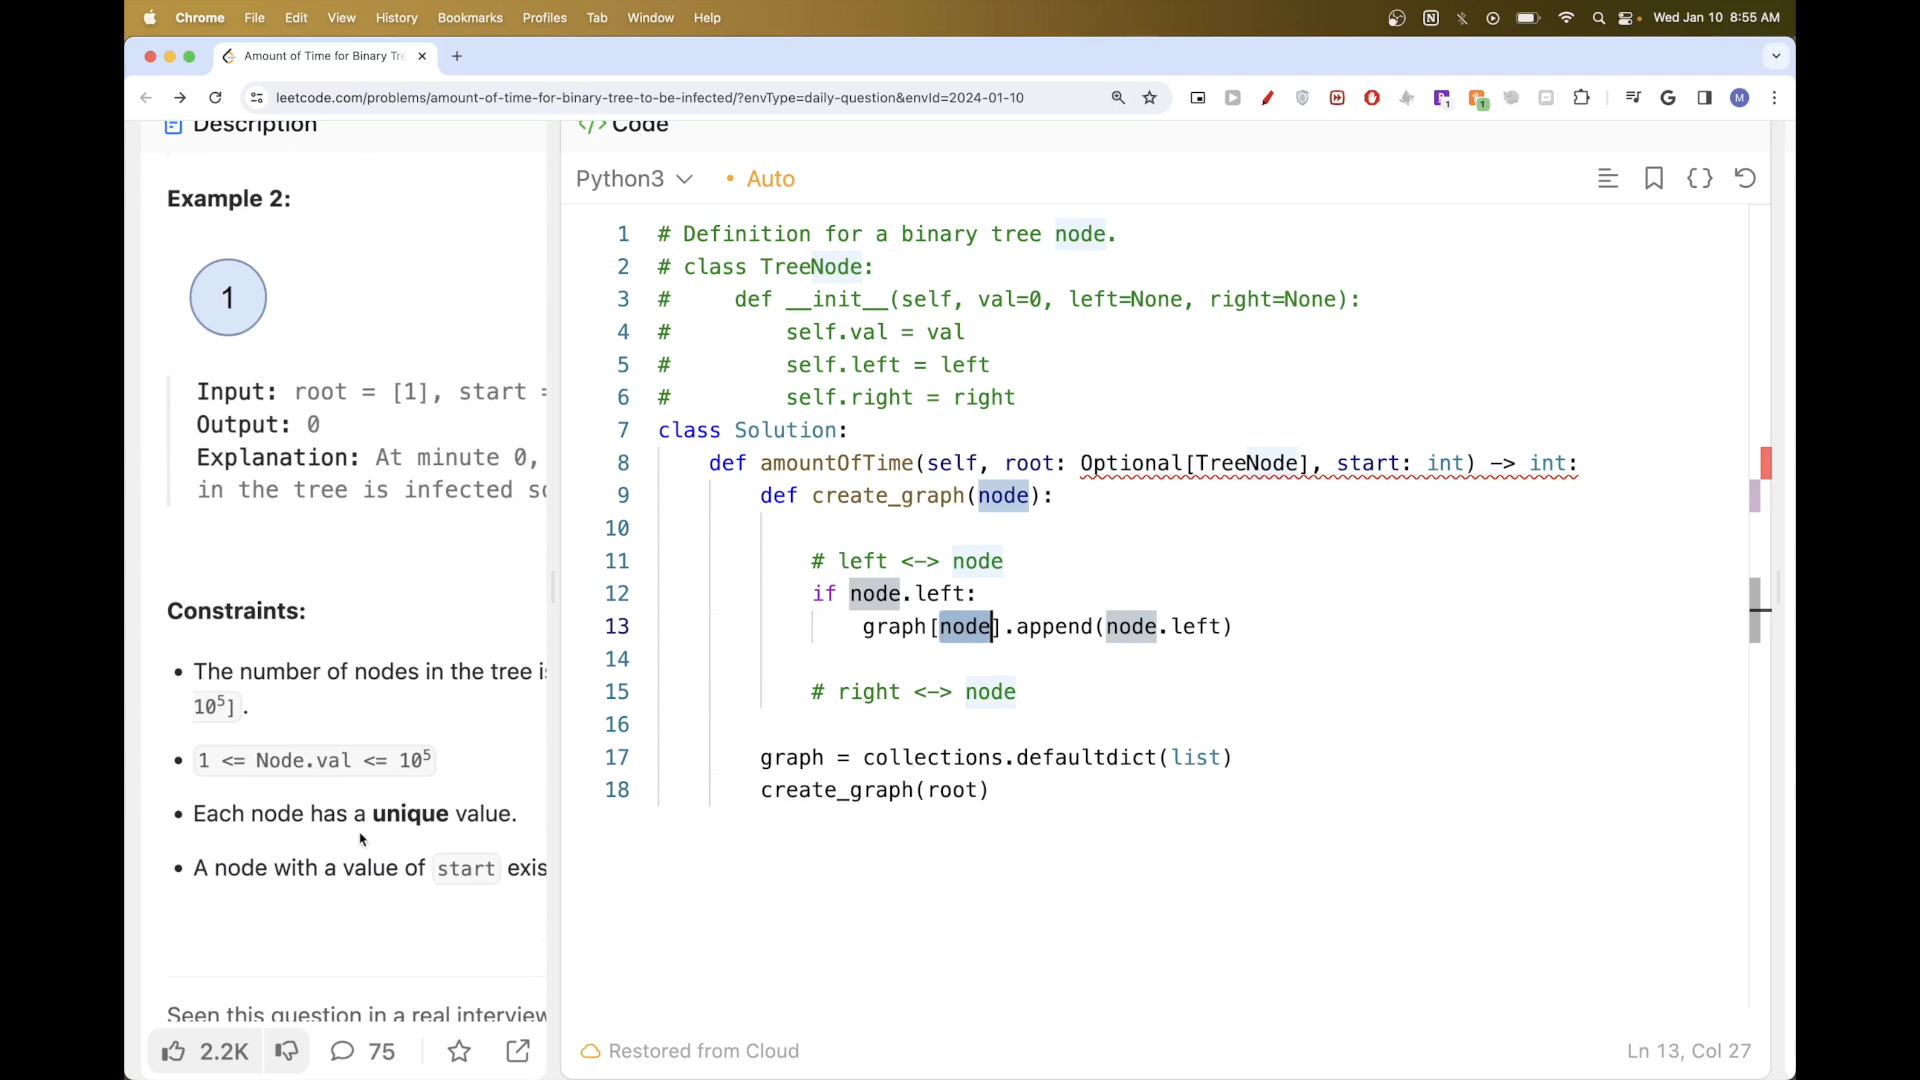 Chrome File Edit View History Bookmarks Profiles Tab Window Help
Wed Jan 10 8:55 AM
Amount of Time for Binary Tre
leetcode.com/problems/amount-of-time-for-binary-tree-to-be-infected/?envType=daily-question&envId=2024-01-10
Description
Example 2:
1
Input: root = [1], start =
Output: 0
Explanation: At minute 0,
in the tree is infected so
Constraints:
• The number of nodes in the tree is
10⁵].
• 1 <= Node.val <= 10⁵
• Each node has a unique value.
• A node with a value of start exis
Seen this question in a real interview
2.2K 75
</> Code
Python3 • Auto
1 # Definition for a binary tree node.
2 # class TreeNode:
3 #     def __init__(self, val=0, left=None, right=None):
4 #         self.val = val
5 #         self.left = left
6 #         self.right = right
7 class Solution:
8     def amountOfTime(self, root: Optional[TreeNode], start: int) -> int:
9         def create_graph(node):
10
11             # left <-> node
12             if node.left:
13                 graph[node].append(node.left)
14
15             # right <-> node
16
17         graph = collections.defaultdict(list)
18         create_graph(root)
Restored from Cloud
Ln 13, Col 27